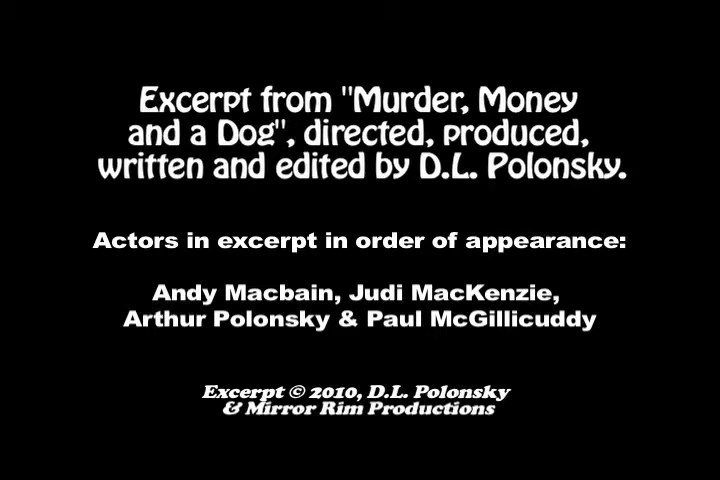 Excerpt from "Murder, Money
and a Dog", directed, produced,
written and edited by D.L. Polonsky.
Actors in excerpt in order of appearance:
Andy Macbain, Judi MacKenzie,
Arthur Polonsky & Paul McGillicuddy
Excerpt © 2010, D.L. Polonsky
& Mirror Rim Productions